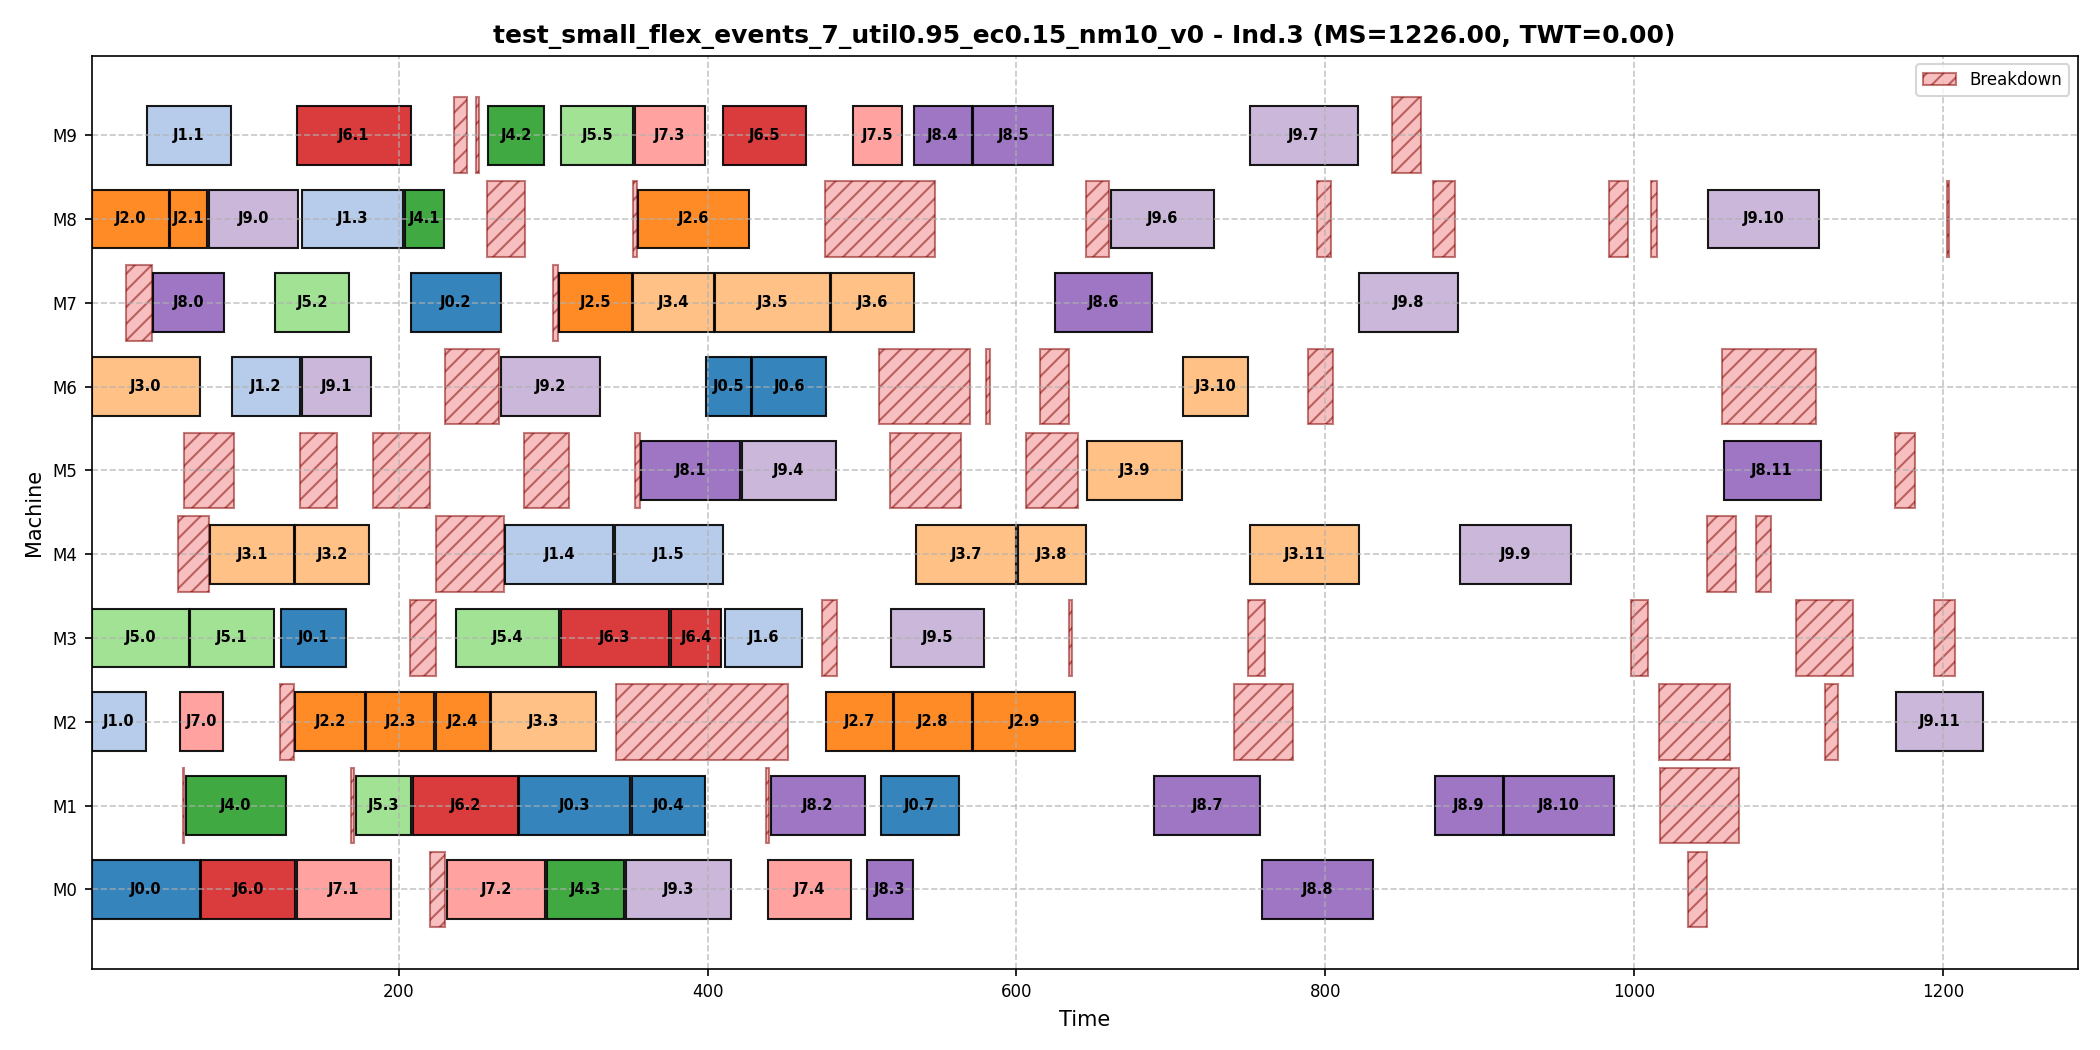 test_small_flex_events_7_util0.95_ec0.15_nm10_v0 - Ind.3 (MS=1226.00, TWT=0.00)
Breakdown
M9 J1.1 J6.1 J4.2 J5.5 J7.3 J6.5 J7.5 J8.4 J8.5 J9.7
M8 J2.0 J2.1 J9.0 J1.3 J4.1 J2.6 J9.6 J9.10
M7 J8.0 J5.2 J0.2 J2.5 J3.4 J3.5 J3.6 J8.6 J9.8
M6 J3.0 J1.2 J9.1 J9.2 J0.5 J0.6 J3.10
M5 J8.1 J9.4 J3.9 J8.11
M4 J3.1 J3.2 J1.4 J1.5 J3.7 J3.8 J3.11 J9.9
M3 J5.0 J5.1 J0.1 J5.4 J6.3 J6.4 J1.6 J9.5
M2 J1.0 J7.0 J2.2 J2.3 J2.4 J3.3 J2.7 J2.8 J2.9 J9.11
M1 J4.0 J5.3 J6.2 J0.3 J0.4 J8.2 J0.7 J8.7 J8.9 J8.10
M0 J0.0 J6.0 J7.1 J7.2 J4.3 J9.3 J7.4 J8.3 J8.8
Machine
200 400 600 800 1000 1200
Time